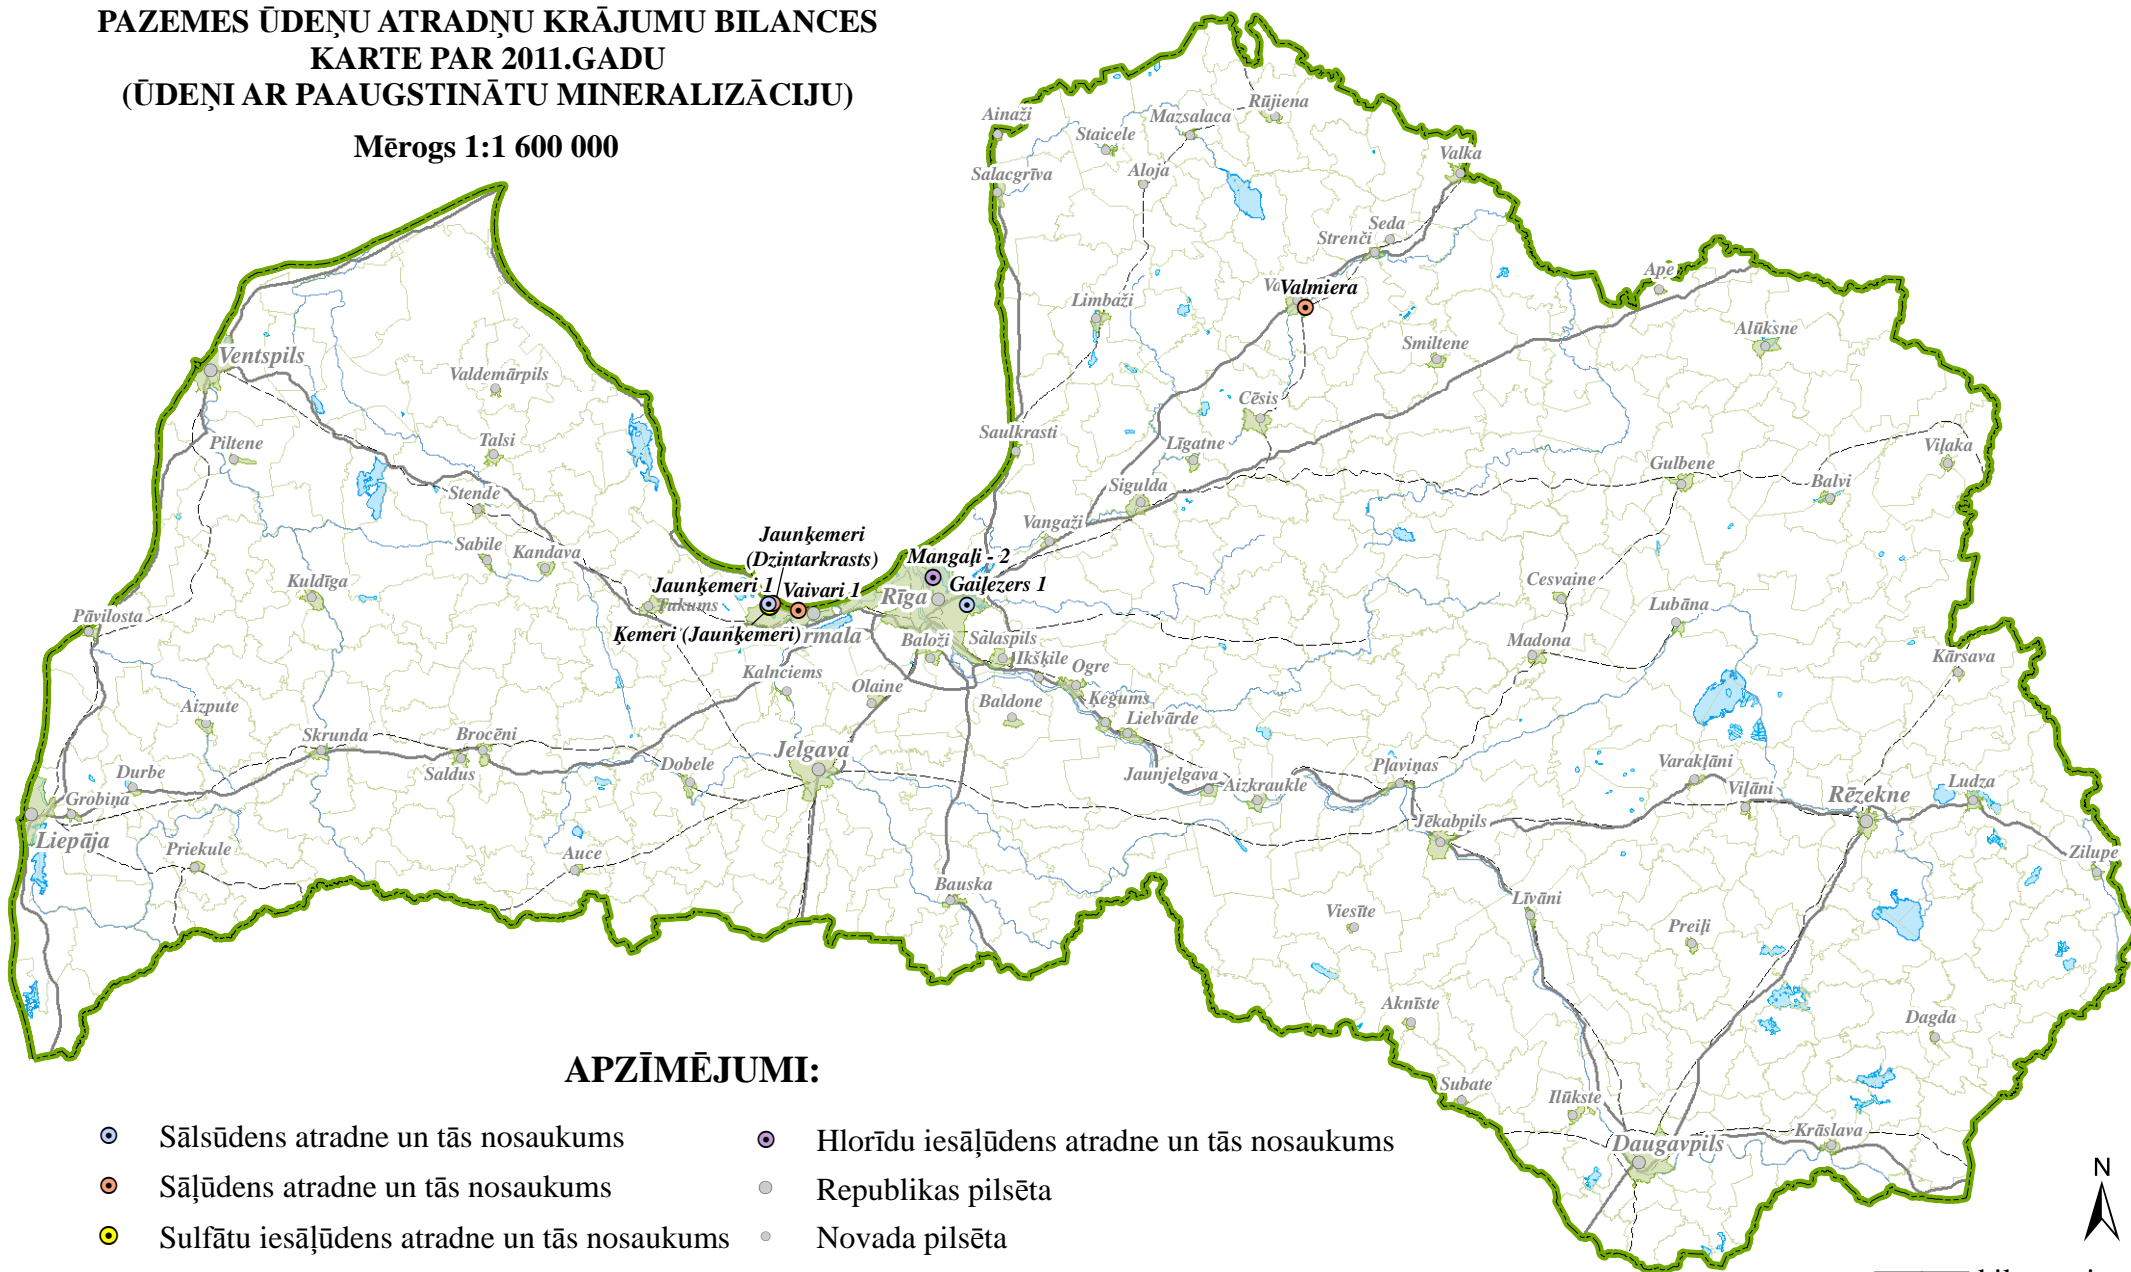 PAZEMES ŪDEŅU ATRADŅU KRĀJUMU BILANCES
KARTE PAR 2011.GADU
(ŪDEŅI AR PAAUGSTINĀTU MINERALIZĀCIJU)
Mērogs 1:1 600 000
Ainaži
Staicele
Mazsalaca
Rūjiena
Valka
Salacgrīva
Aloja
Seda
Strenči
Ape
Valmiera
Limbaži
Alūksne
Smiltene
Ventspils
Valdemārpils
Cēsis
Saulkrasti
Līgatne
Piltene
Talsi
Viļaka
Gulbene
Balvi
Sigulda
Stende
Vangaži
Sabile
Kandava
Jaunķemeri
(Dzintarkrasts)
Mangaļi - 2
Kuldīga
Jaunķemeri 1
Vaivari 1
Gaiļezers 1
Cesvaine
Rīga
Tukums
Lubāna
Pāvilosta
Ķemeri (Jaunķemeri)
rmala
Baloži
Salaspils
Madona
Ikšķile
Ogre
Kārsava
Kalnciems
Olaine
Baldone
Ķegums
Lielvārde
Aizpute
Skrunda
Brocēni
Saldus
Jelgava
Dobele
Durbe
Jaunjelgava
Aizkraukle
Pļaviņas
Varakļāni
Viļāni
Rēzekne
Ludza
Grobiņa
Liepāja
Jēkabpils
Priekule
Auce
Zilupe
Bauska
Viesīte
Līvāni
Preiļi
Aknīste
Dagda
Subate
Ilūkste
Daugavpils
Krāslava
APZĪMĒJUMI:
Sālsūdens atradne un tās nosaukums
Sāļūdens atradne un tās nosaukums
Sulfātu iesāļūdens atradne un tās nosaukums
Hlorīdu iesāļūdens atradne un tās nosaukums
Republikas pilsēta
Novada pilsēta
N